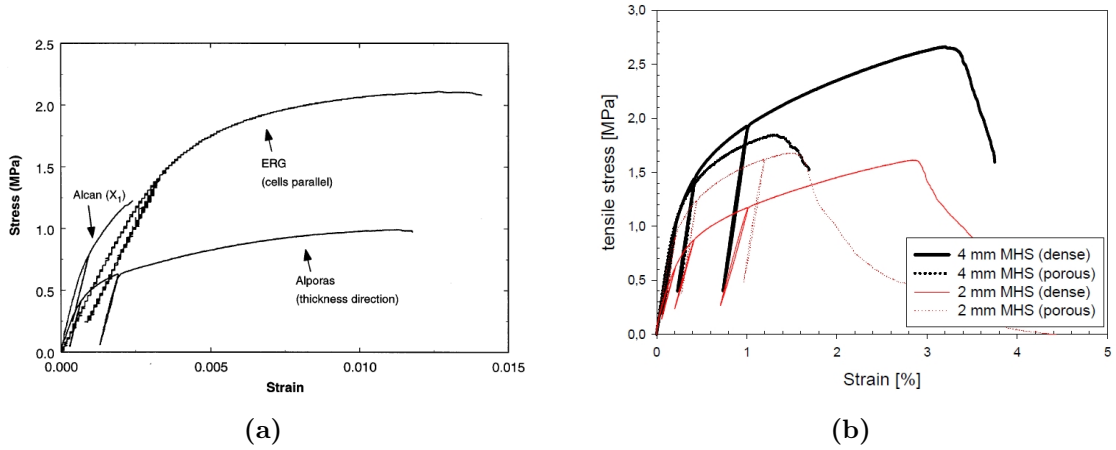 2.5
2.0
1.5
1.0
0.5
0.0
0.000
0.005
0.010
0.015
Stress (MPa)
Strain
Alcan (X₁)
ERG
(cells parallel)
Alporas
(thickness direction)
(a)
3,0
2,5
2,0
1,5
1,0
0,5
0,0
0
1
2
3
4
5
tensile stress [MPa]
Strain [%]
4 mm MHS (dense)
4 mm MHS (porous)
2 mm MHS (dense)
2 mm MHS (porous)
(b)